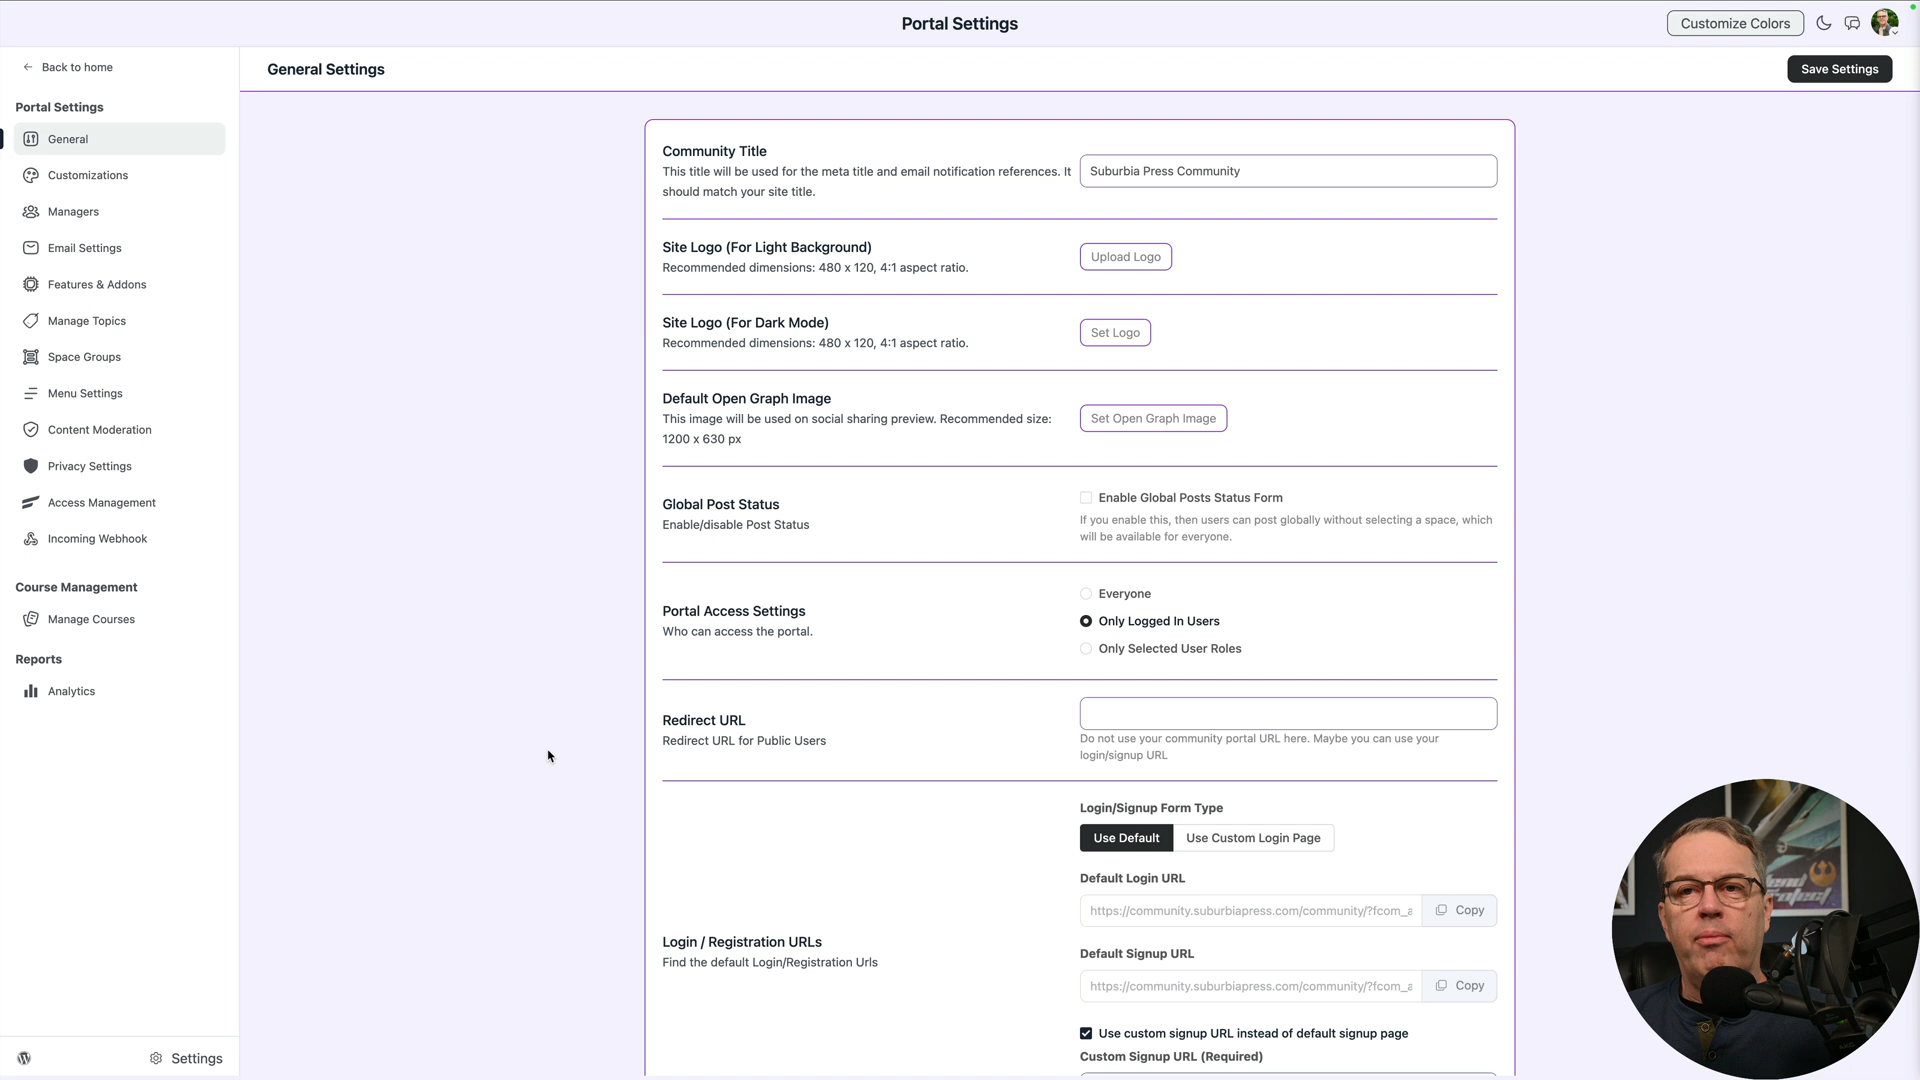 Portal Settings
Customize Colors
Back to home
General Settings
Save Settings
Portal Settings
General
Customizations
Managers
Email Settings
Features & Addons
Manage Topics
Space Groups
Menu Settings
Content Moderation
Privacy Settings
Access Management
Incoming Webhook
Course Management
Manage Courses
Reports
Analytics
Settings
Community Title
This title will be used for the meta title and email notification references. It
should match your site title.
Suburbia Press Community
Site Logo (For Light Background)
Recommended dimensions: 480 x 120, 4:1 aspect ratio.
Upload Logo
Site Logo (For Dark Mode)
Recommended dimensions: 480 x 120, 4:1 aspect ratio.
Set Logo
Default Open Graph Image
This image will be used on social sharing preview. Recommended size:
1200 x 630 px
Set Open Graph Image
Global Post Status
Enable/disable Post Status
Enable Global Posts Status Form
If you enable this, then users can post globally without selecting a space, which
will be available for everyone.
Portal Access Settings
Who can access the portal.
Everyone
Only Logged In Users
Only Selected User Roles
Redirect URL
Redirect URL for Public Users
Do not use your community portal URL here. Maybe you can use your
login/signup URL
Login / Registration URLs
Find the default Login/Registration Urls
Login/Signup Form Type
Use Default
Use Custom Login Page
Default Login URL
https://community.suburbiapress.com/community/?fcom_a
Copy
Default Signup URL
https://community.suburbiapress.com/community/?fcom_a
Copy
Use custom signup URL instead of default signup page
Custom Signup URL (Required)